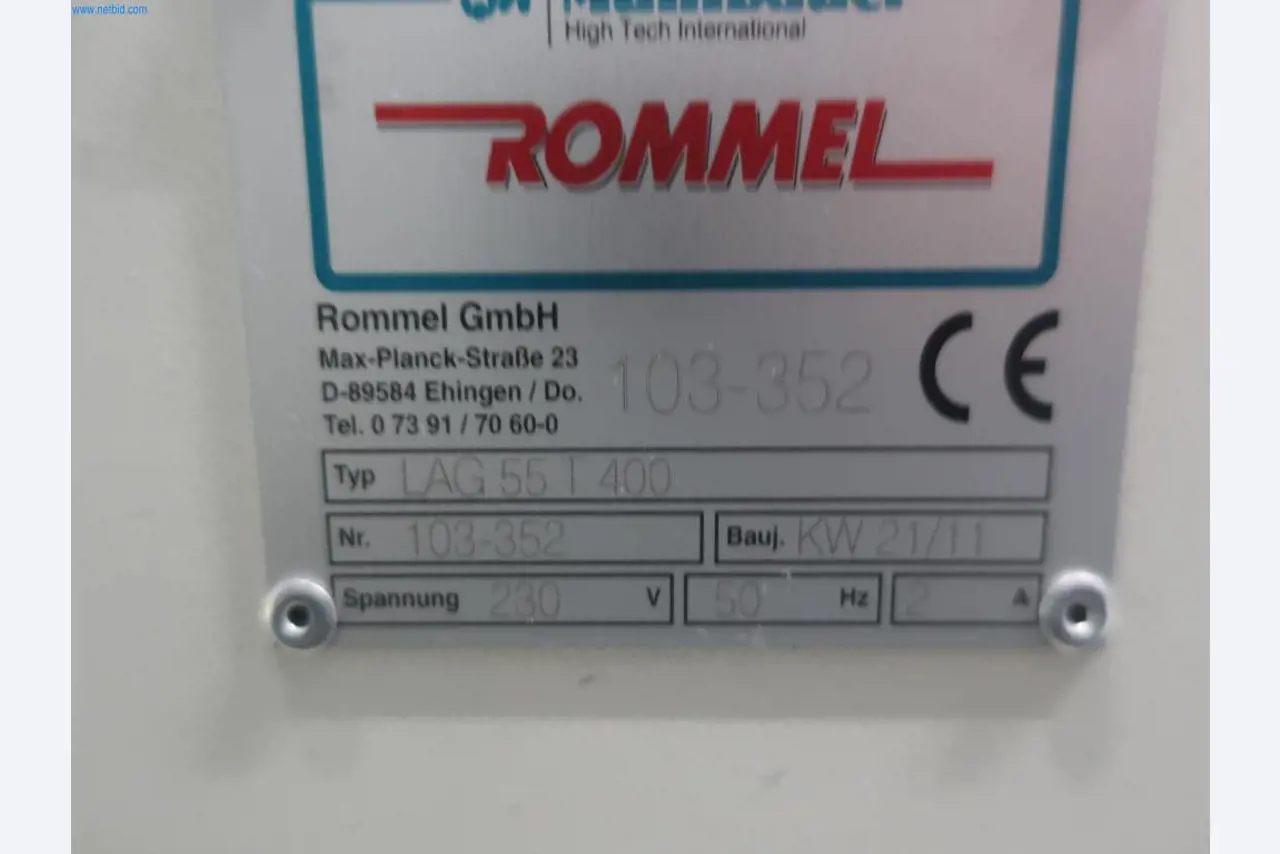 www.netbid.com
High Tech International
ROMMEL
Rommel GmbH
Max-Planck-Straße 23
D-89584 Ehingen / Do.
Tel. 0 73 91 / 70 60-0
103-352
CE
Typ LAG 55 T 400
Nr. 103-352
Bauj. KW 21/11
Spannung 230 V
50 Hz
2 A